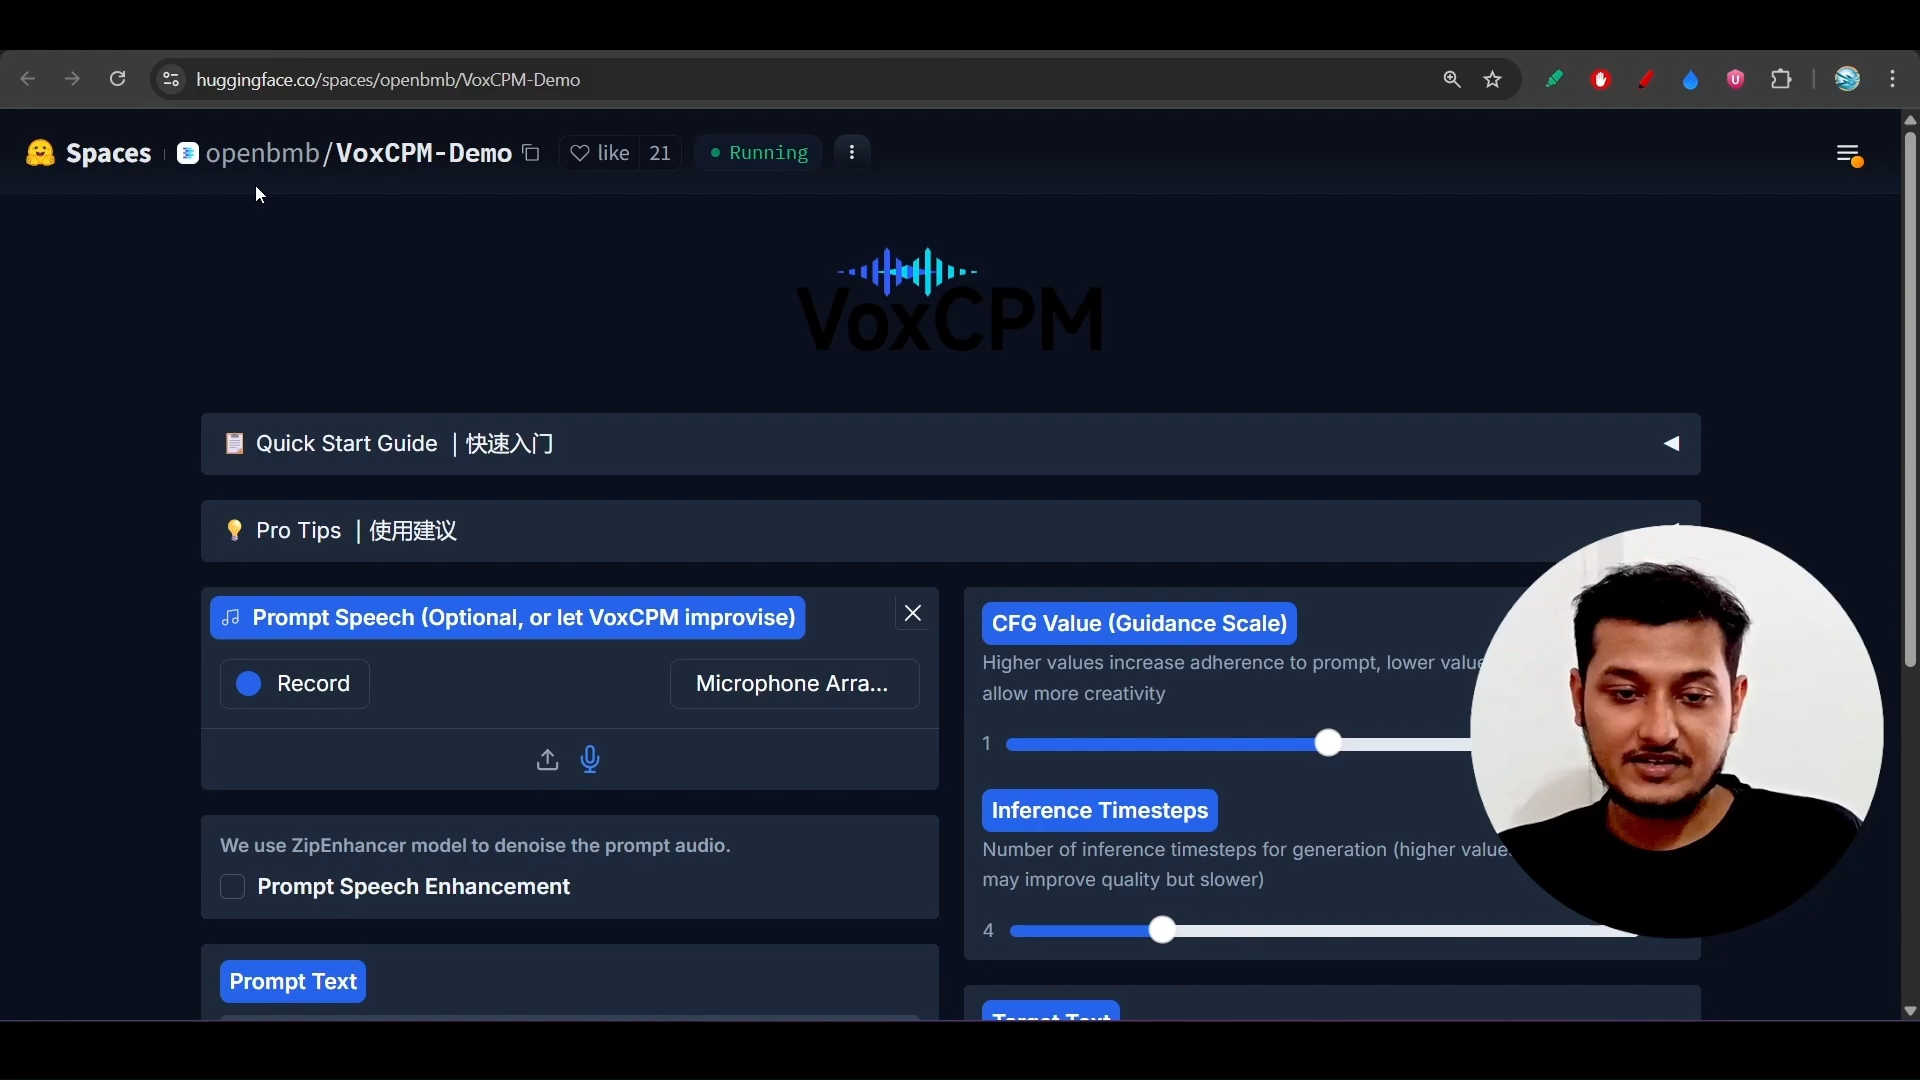 huggingface.co/spaces/openbmb/VoxCPM-Demo
Spaces openbmb/VoxCPM-Demo like 21 Running
VoxCPM
Quick Start Guide | 快速入门
Pro Tips | 使用建议
Prompt Speech (Optional, or let VoxCPM improvise)
Record
Microphone Arra...
We use ZipEnhancer model to denoise the prompt audio.
Prompt Speech Enhancement
Prompt Text
CFG Value (Guidance Scale)
Higher values increase adherence to prompt, lower
allow more creativity
1
Inference Timesteps
Number of inference timesteps for generation (higher
may improve quality but slower)
4
Target Text